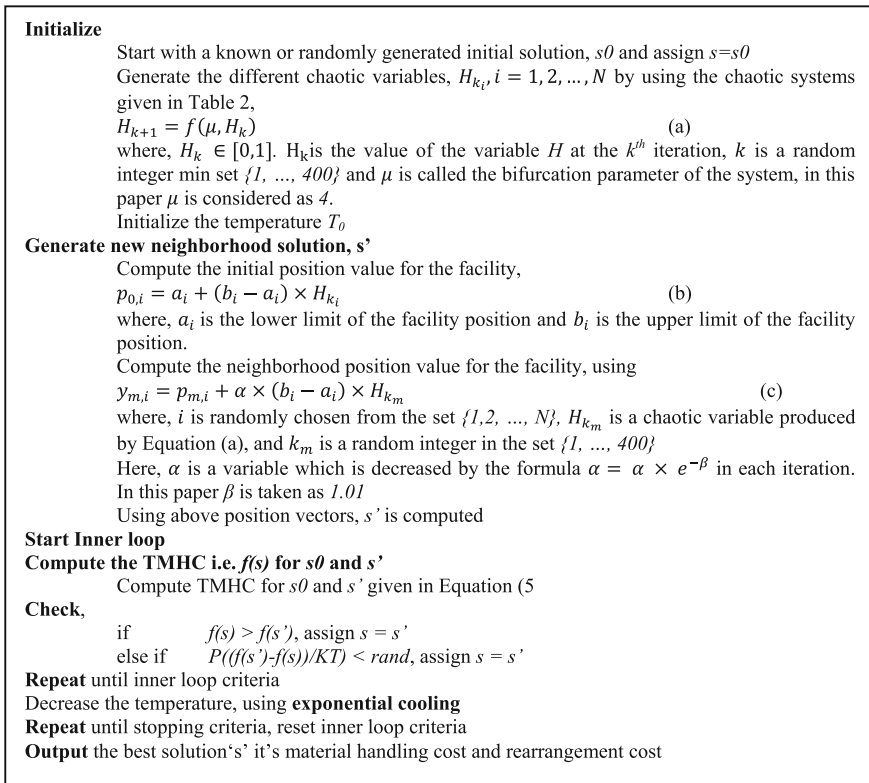 Initialize
Start with a known or randomly generated initial solution, s0 and assign s=s0
Generate the different chaotic variables, H_{k_i}, i = 1, 2, ..., N by using the chaotic systems
given in Table 2,
H_{k+1} = f(μ, H_k) (a)
where, H_k ∈ [0,1]. H_kis the value of the variable H at the k^{th} iteration, k is a random
integer min set {1, ..., 400} and μ is called the bifurcation parameter of the system, in this
paper μ is considered as 4.
Initialize the temperature T_0
Generate new neighborhood solution, s’
Compute the initial position value for the facility,
p_{0,i} = a_i + (b_i − a_i) × H_{k_i} (b)
where, a_i is the lower limit of the facility position and b_i is the upper limit of the facility
position.
Compute the neighborhood position value for the facility, using
y_{m,i} = p_{m,i} + α × (b_i − a_i) × H_{k_m} (c)
where, i is randomly chosen from the set {1,2, ..., N}, H_{k_m} is a chaotic variable produced
by Equation (a), and k_m is a random integer in the set {1, ..., 400}
Here, α is a variable which is decreased by the formula α = α × e^{−β} in each iteration.
In this paper β is taken as 1.01
Using above position vectors, s’ is computed
Start Inner loop
Compute the TMHC i.e. f(s) for s0 and s’
Compute TMHC for s0 and s’ given in Equation (5
Check,
if f(s) > f(s’), assign s = s’
else if P((f(s’)-f(s))/KT) < rand, assign s = s’
Repeat until inner loop criteria
Decrease the temperature, using exponential cooling
Repeat until stopping criteria, reset inner loop criteria
Output the best solution‘s’ it’s material handling cost and rearrangement cost